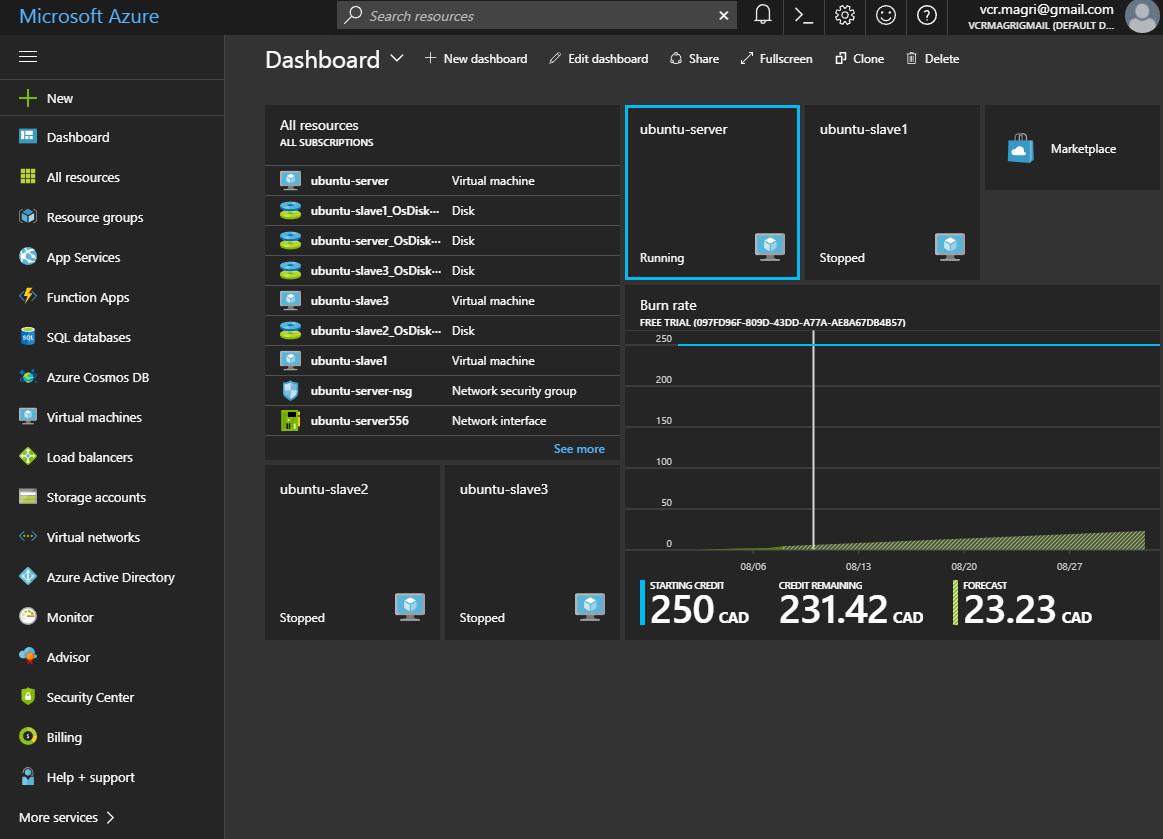 Microsoft Azure
Search resources
vcr.magri@gmail.com
VCRMAGRIGMAIL (DEFAULT D...
New
Dashboard
All resources
Resource groups
App Services
Function Apps
SQL databases
Azure Cosmos DB
Virtual machines
Load balancers
Storage accounts
Virtual networks
Azure Active Directory
Monitor
Advisor
Security Center
Billing
Help + support
More services
Dashboard
New dashboard
Edit dashboard
Share
Fullscreen
Clone
Delete
All resources
ALL SUBSCRIPTIONS
ubuntu-server Virtual machine
ubuntu-slave1_OsDisk... Disk
ubuntu-server_OsDisk... Disk
ubuntu-slave3_OsDisk... Disk
ubuntu-slave3 Virtual machine
ubuntu-slave2_OsDisk... Disk
ubuntu-slave1 Virtual machine
ubuntu-server-nsg Network security group
ubuntu-server556 Network interface
See more
ubuntu-server
Running
ubuntu-slave1
Stopped
Marketplace
ubuntu-slave2
Stopped
ubuntu-slave3
Stopped
Burn rate
FREE TRIAL (097FD96F-809D-43DD-A77A-AE8A67DB4B57)
250
200
150
100
50
0
08/06 08/13 08/20 08/27
STARTING CREDIT
250 CAD
CREDIT REMAINING
231.42 CAD
FORECAST
23.23 CAD